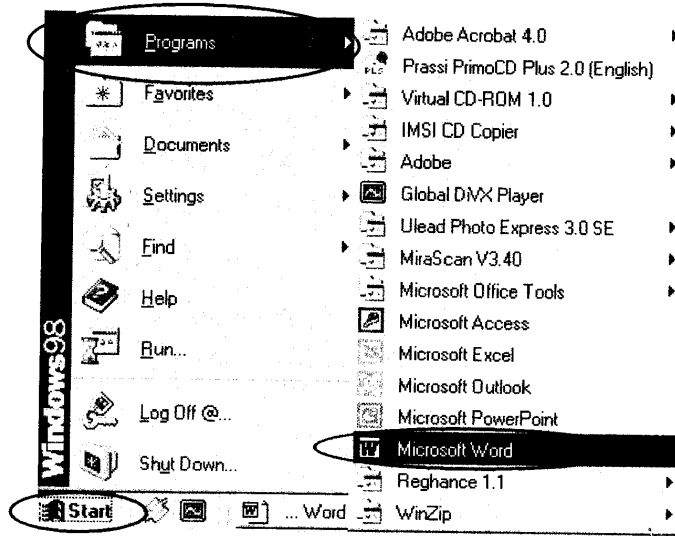 Programs
Favorites
Documents
Settings
Find
Help
Run...
Log Off @...
Shut Down...
Windows98
Start
... Word
Adobe Acrobat 4.0
Prassi PrimoCD Plus 2.0 (English)
Virtual CD-ROM 1.0
IMSI CD Copier
Adobe
Global DivX Player
Ulead Photo Express 3.0 SE
MiraScan V3.40
Microsoft Office Tools
Microsoft Access
Microsoft Excel
Microsoft Outlook
Microsoft PowerPoint
Microsoft Word
Reghance 1.1
WinZip